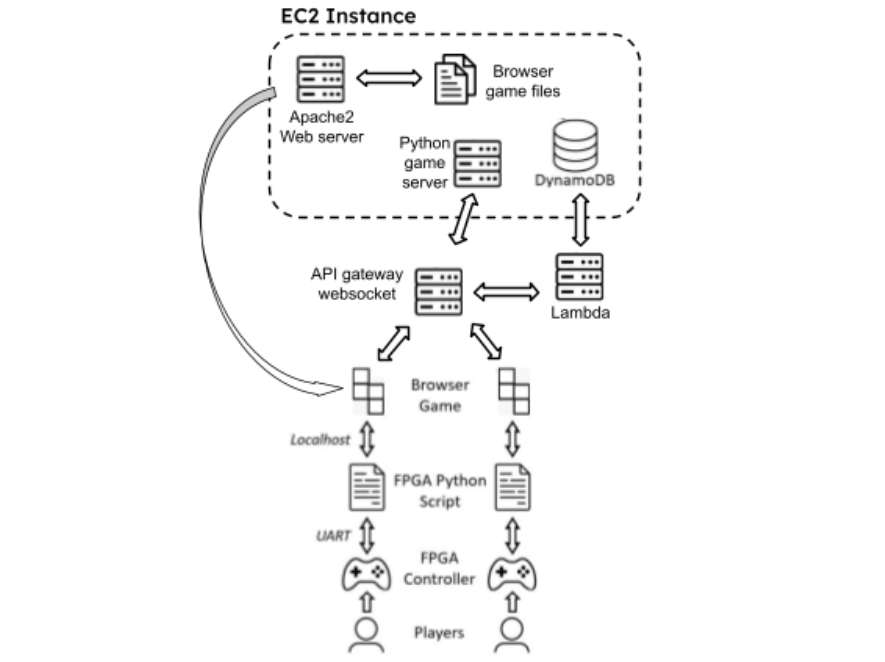 EC2 Instance
Browser
game files
Apache2
Web server
Python
game
server
DynamoDB
API gateway
websocket
Lambda
Browser
Game
Localhost
FPGA Python
Script
UART
FPGA
Controller
Players